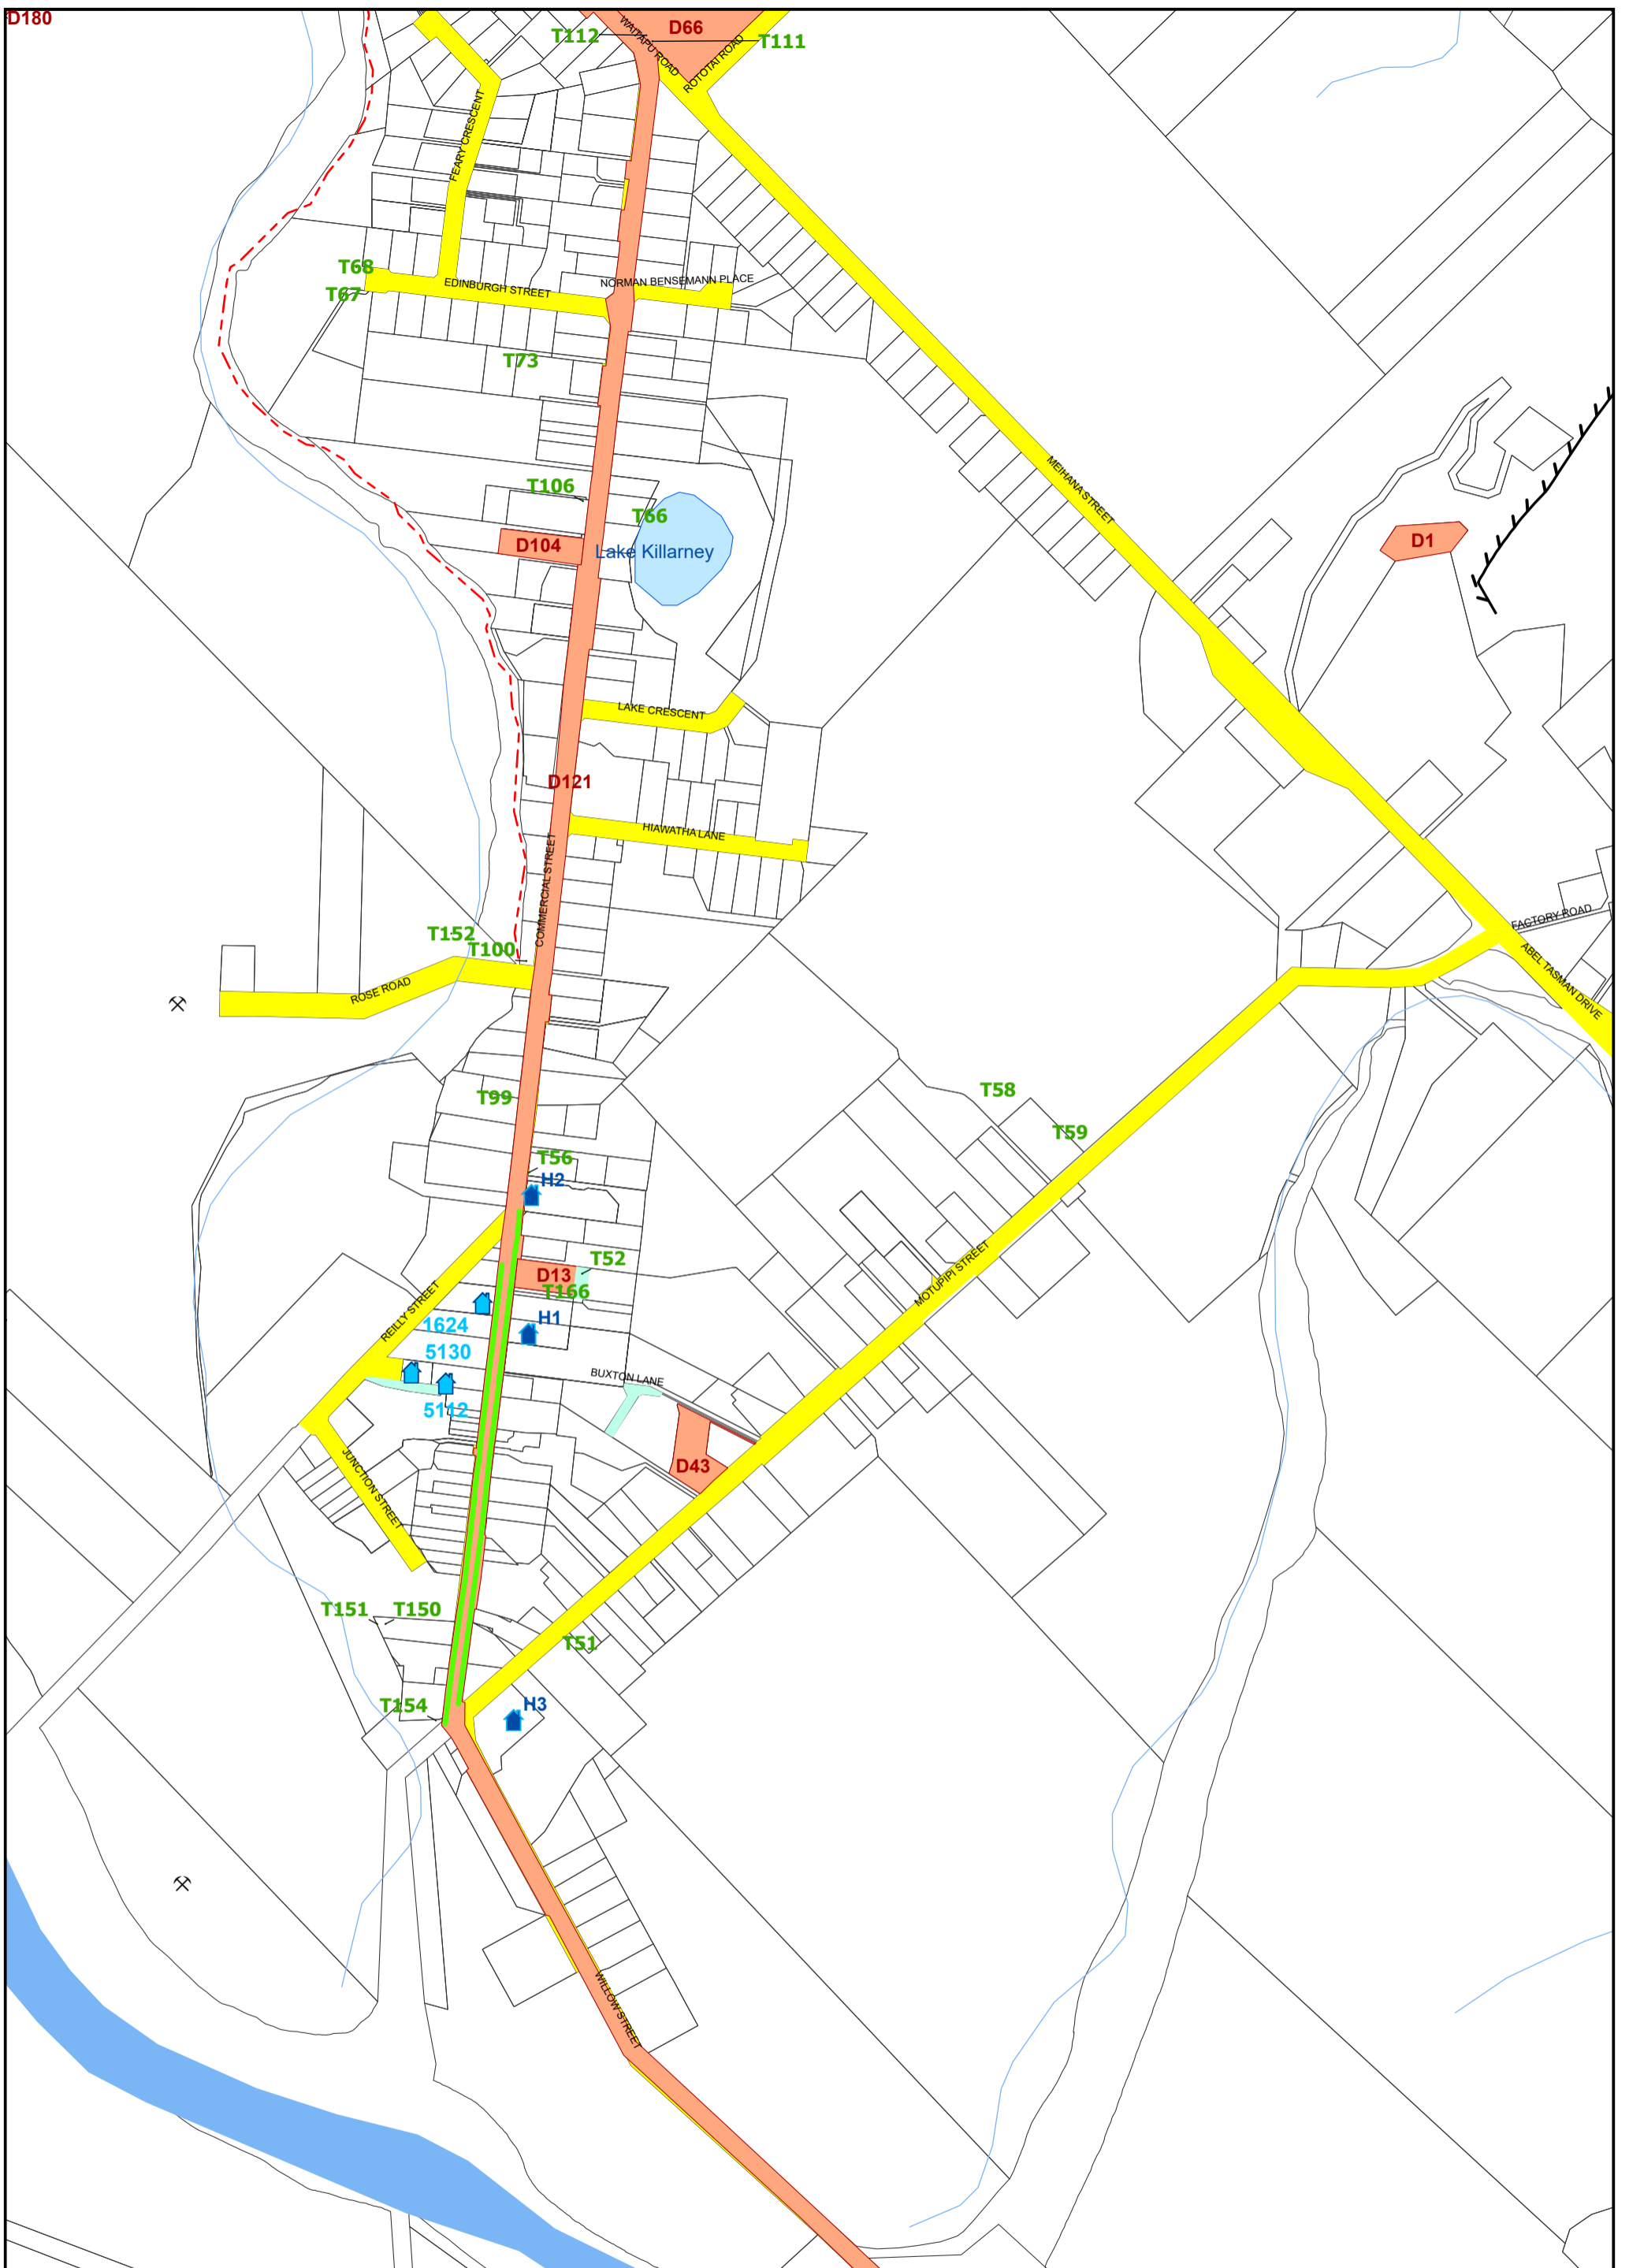 D180
D66
T112
T111
WAITAPU ROAD
ROTOTAI ROAD
FEARY CRESCENT
T68
T67
EDINBURGH STREET
NORMAN BENSEMANN PLACE
T73
MEIHANA STREET
T106
T66
D104
Lake Killarney
D1
LAKE CRESCENT
D121
HIAWATHA LANE
COMMERCIAL STREET
FACTORY ROAD
T152
T100
ABEL TASMAN DRIVE
ROSE ROAD
T99
T58
T59
T56
H2
T52
D13
T166
MOTUPIPI STREET
REILLY STREET
H1
1624
5130
BUXTON LANE
5112
D43
JUNCTION STREET
T151
T150
T51
T154
H3
WILLOW STREET